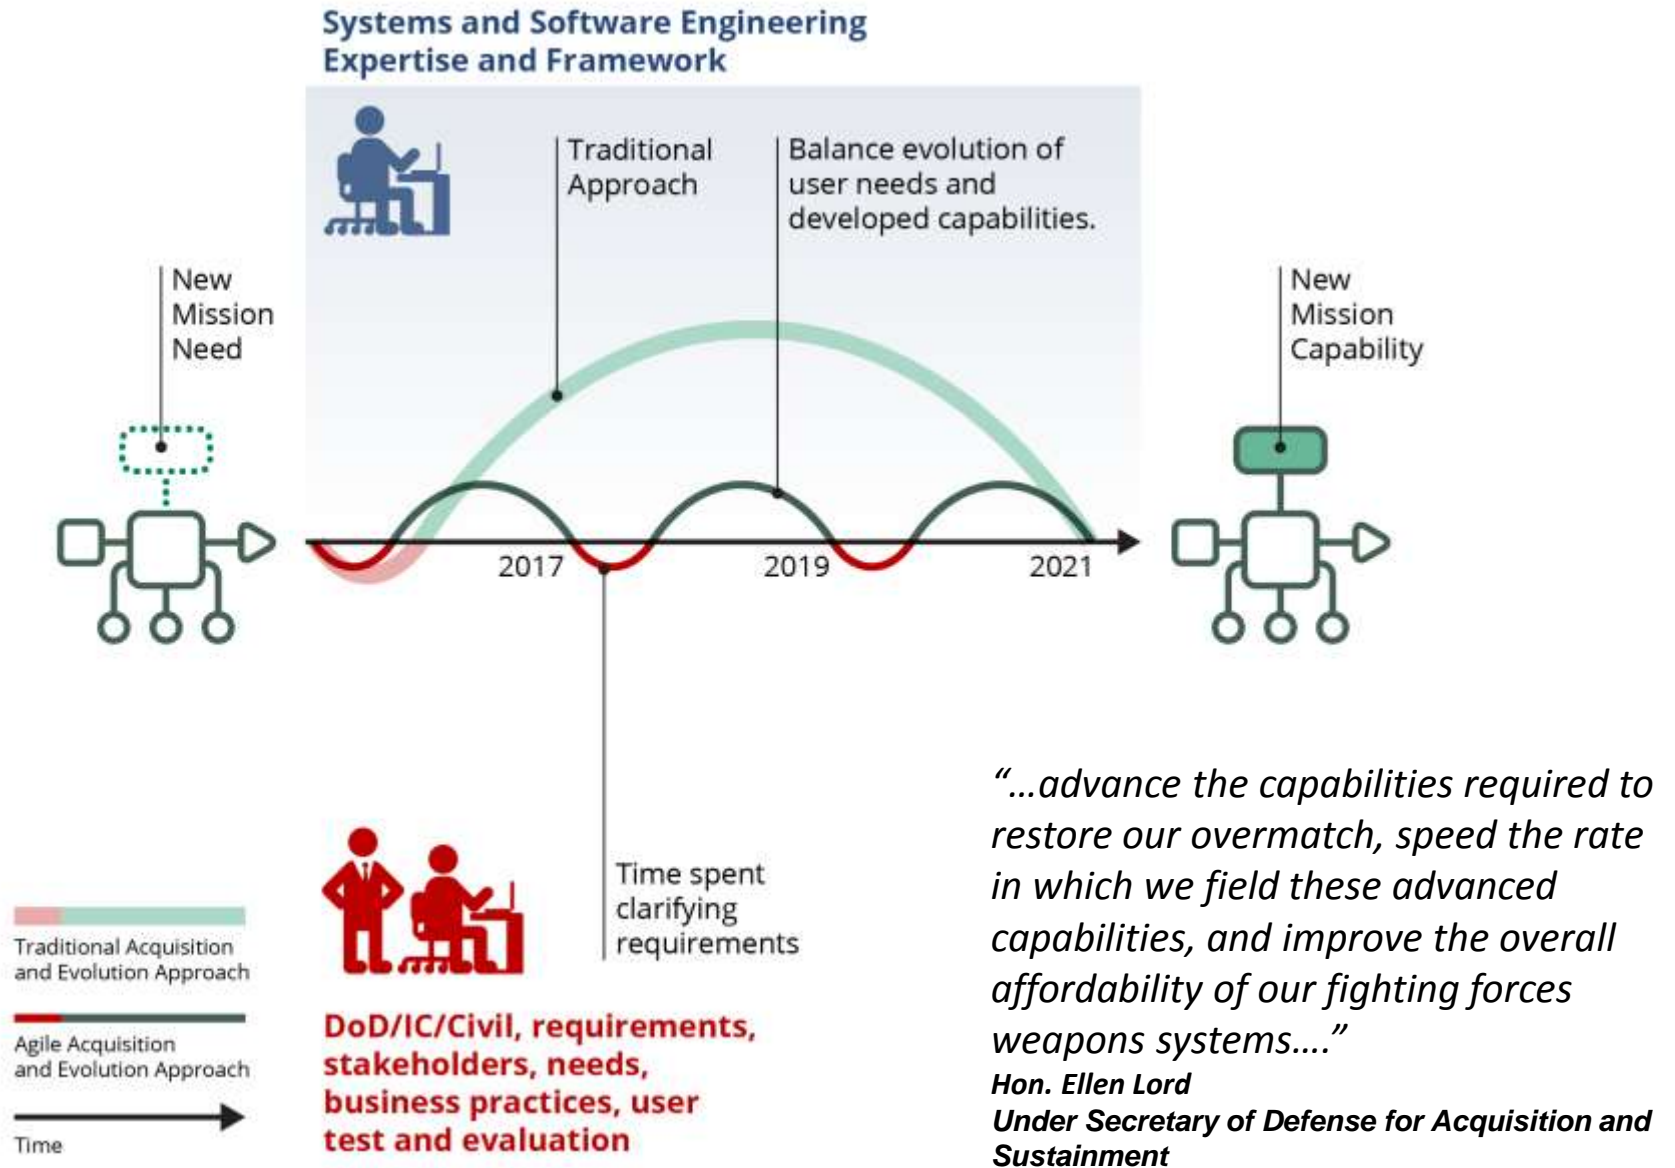 Systems and Software Engineering
Expertise and Framework
Traditional
Approach
Balance evolution of
user needs and
developed capabilities.
New
Mission
Need
New
Mission
Capability
2017
2019
2021
Time spent
clarifying
requirements
Traditional Acquisition
and Evolution Approach
Agile Acquisition
and Evolution Approach
Time
DoD/IC/Civil, requirements,
stakeholders, needs,
business practices, user
test and evaluation
“…advance the capabilities required to
restore our overmatch, speed the rate
in which we field these advanced
capabilities, and improve the overall
affordability of our fighting forces
weapons systems….”
Hon. Ellen Lord
Under Secretary of Defense for Acquisition and
Sustainment